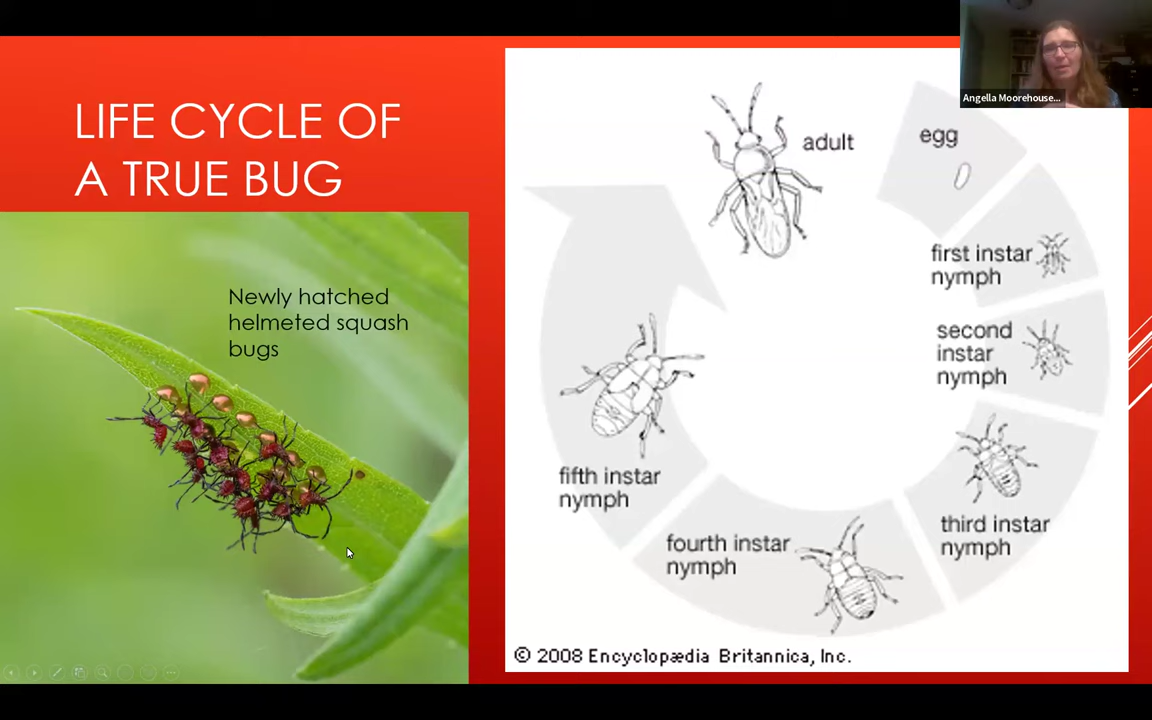 LIFE CYCLE OF
A TRUE BUG
Newly hatched
helmeted squash
bugs
adult
egg
first instar
nymph
second
instar
nymph
third instar
nymph
fourth instar
nymph
fifth instar
nymph
© 2008 Encyclopædia Britannica, Inc.
Angella Moorehouse...